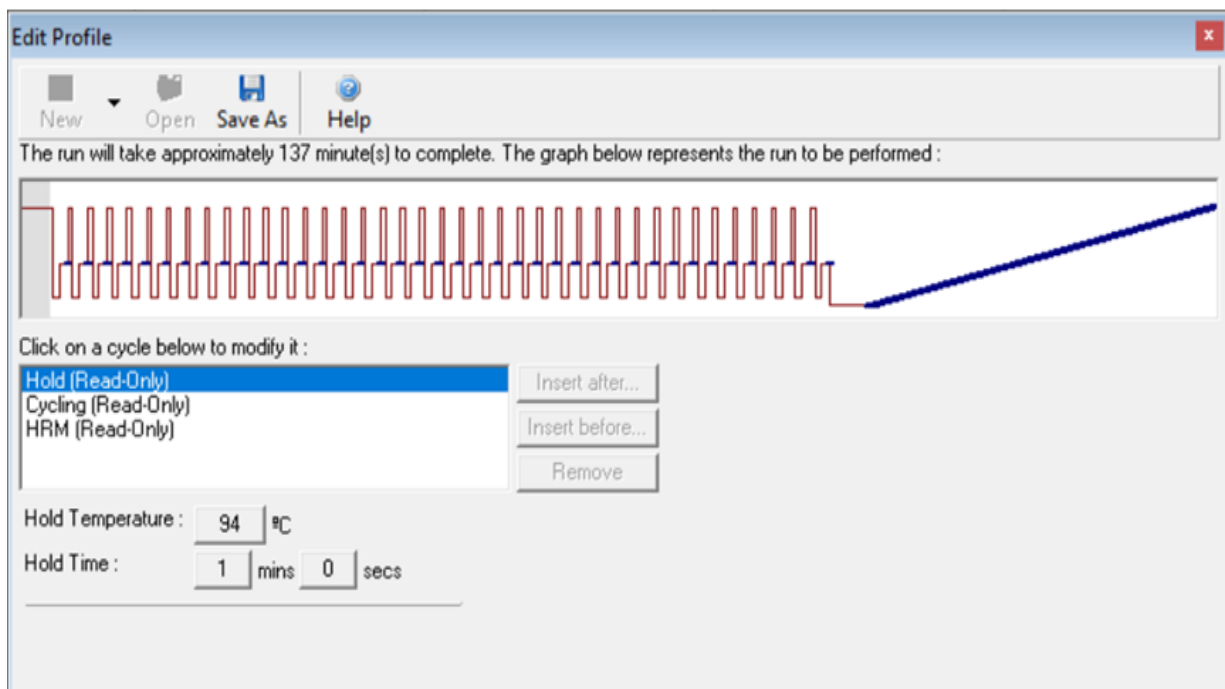 Edit Profile
x
New Open Save As Help
The run will take approximately 137 minute(s) to complete. The graph below represents the run to be performed :
Click on a cycle below to modify it :
Hold (Read-Only)
Cycling (Read-Only)
HRM (Read-Only)
Insert after...
Insert before...
Remove
Hold Temperature : 94 ºC
Hold Time : 1 mins 0 secs